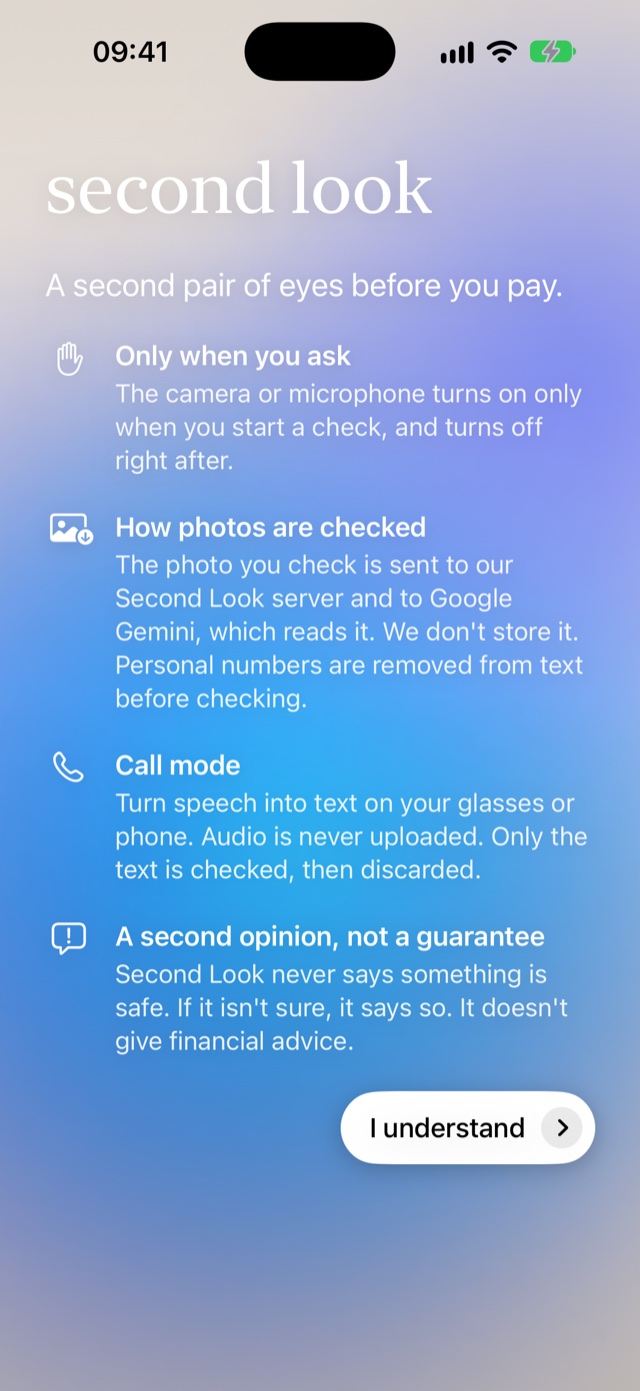 09:41
second look
A second pair of eyes before you pay.
Only when you ask
The camera or microphone turns on only
when you start a check, and turns off
right after.
How photos are checked
The photo you check is sent to our
Second Look server and to Google
Gemini, which reads it. We don't store it.
Personal numbers are removed from text
before checking.
Call mode
Turn speech into text on your glasses or
phone. Audio is never uploaded. Only the
text is checked, then discarded.
A second opinion, not a guarantee
Second Look never says something is
safe. If it isn't sure, it says so. It doesn't
give financial advice.
I understand